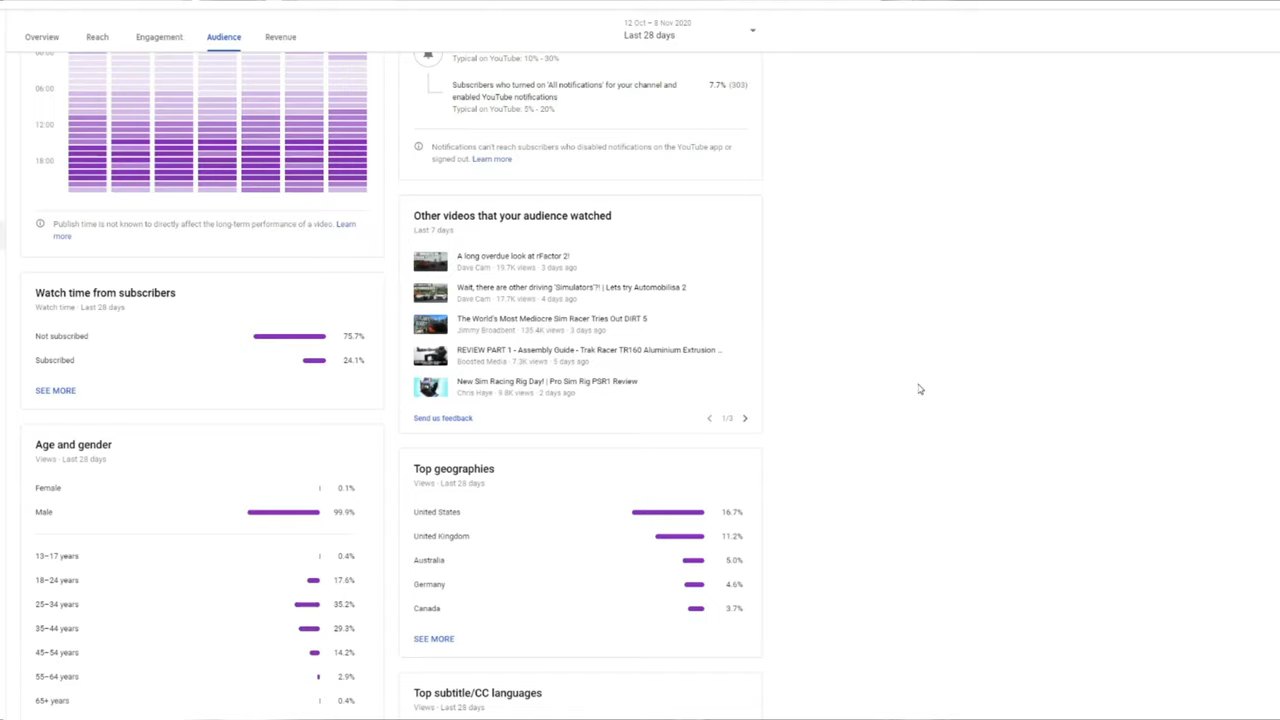 12 Oct – 8 Nov 2020
Overview
Reach
Engagement
Audience
Revenue
Last 28 days
00:00
06:00
12:00
18:00
Publish time is not known to directly affect the long-term performance of a video. Learn
more
Typical on YouTube: 10% - 30%
Subscribers who turned on 'All notifications' for your channel and
enabled YouTube notifications
7.7% (303)
Typical on YouTube: 5% - 20%
Notifications can't reach subscribers who disabled notifications on the YouTube app or
signed out. Learn more
Watch time from subscribers
Watch time · Last 28 days
Not subscribed 75.7%
Subscribed 24.1%
SEE MORE
Other videos that your audience watched
Last 7 days
A long overdue look at rFactor 2!
Dave Cam · 19.7K views · 3 days ago
Wait, there are other driving 'Simulators'?! | Lets try Automobilisa 2
Dave Cam · 17.7K views · 4 days ago
The World's Most Mediocre Sim Racer Tries Out DIRT 5
Jimmy Broadbent · 135.4K views · 3 days ago
REVIEW PART 1 - Assembly Guide - Trak Racer TR160 Aluminium Extrusion ...
Boosted Media · 7.3K views · 5 days ago
New Sim Racing Rig Day! | Pro Sim Rig PSR1 Review
Chris Haye · 9.8K views · 2 days ago
Send us feedback
1/3
Age and gender
Views · Last 28 days
Female 0.1%
Male 99.9%
13–17 years 0.4%
18–24 years 17.6%
25–34 years 35.2%
35–44 years 29.3%
45–54 years 14.2%
55–64 years 2.9%
65+ years 0.4%
Top geographies
Views · Last 28 days
United States 16.7%
United Kingdom 11.2%
Australia 5.0%
Germany 4.6%
Canada 3.7%
SEE MORE
Top subtitle/CC languages
Views · Last 28 days